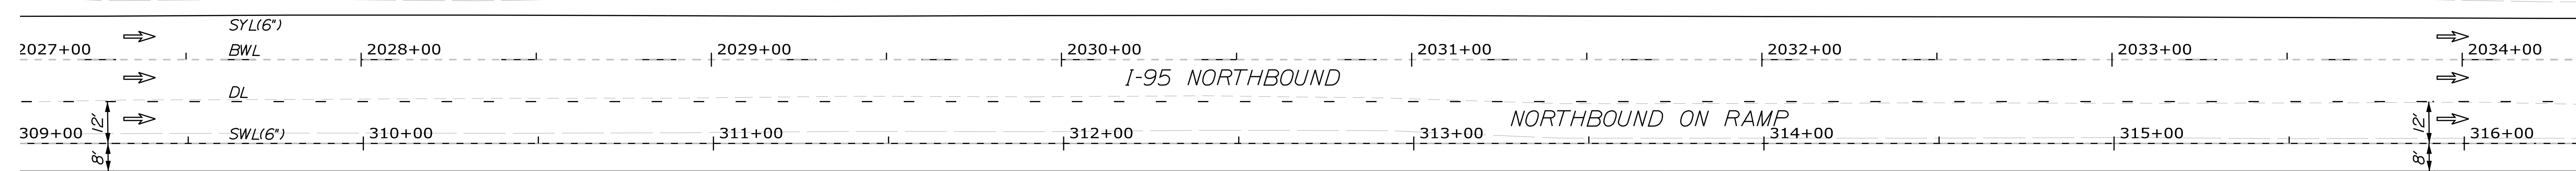 SYL(6")
2027+00 BWL 2028+00 2029+00 2030+00 2031+00 2032+00 2033+00 2034+00
I-95 NORTHBOUND
DL
NORTHBOUND ON RAMP
309+00 12' SWL(6") 310+00 311+00 312+00 313+00 314+00 315+00 12' 316+00
8' 8'